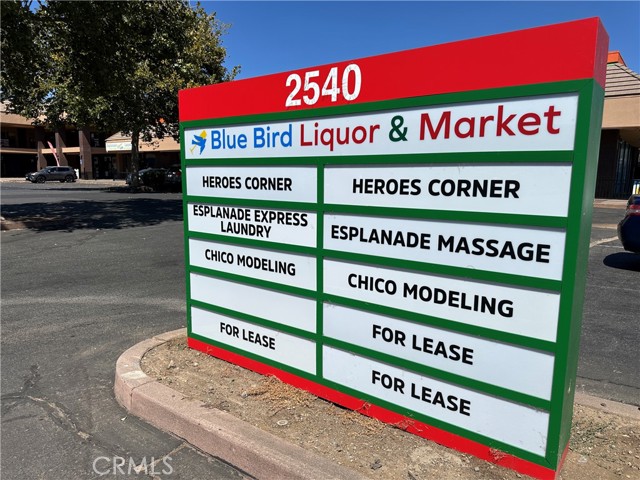 2540
Blue Bird Liquor & Market
HEROES CORNER
HEROES CORNER
ESPLANADE EXPRESS
LAUNDRY
ESPLANADE MASSAGE
CHICO MODELING
CHICO MODELING
FOR LEASE
FOR LEASE
FOR LEASE
CRMLS